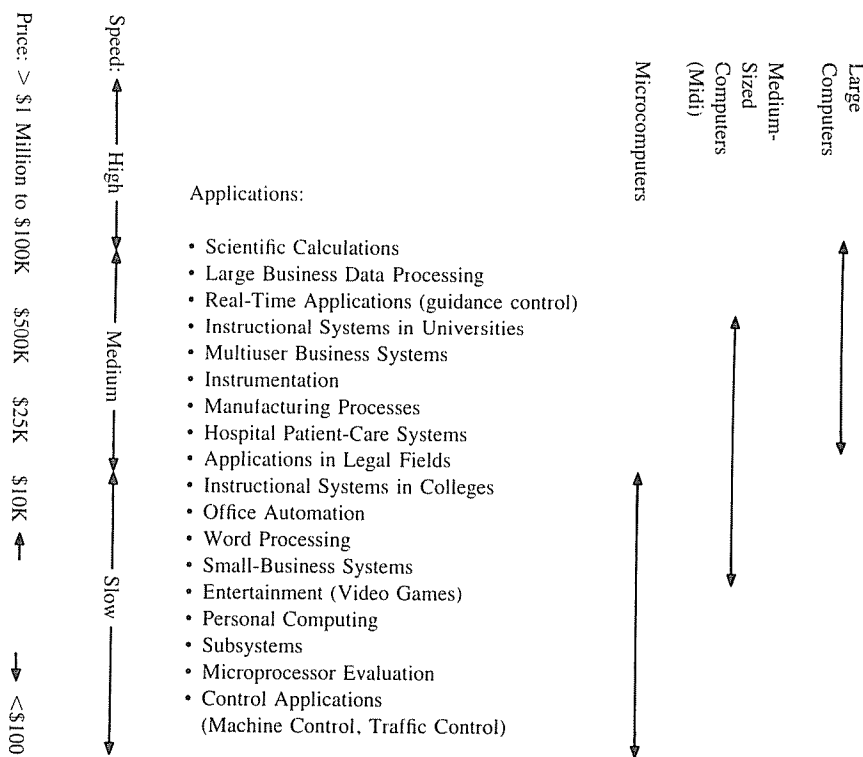 Large
Computers
Medium-
Sized
Computers
(Midi)
Microcomputers
Applications:
• Scientific Calculations
• Large Business Data Processing
• Real-Time Applications (guidance control)
• Instructional Systems in Universities
• Multiuser Business Systems
• Instrumentation
• Manufacturing Processes
• Hospital Patient-Care Systems
• Applications in Legal Fields
• Instructional Systems in Colleges
• Office Automation
• Word Processing
• Small-Business Systems
• Entertainment (Video Games)
• Personal Computing
• Subsystems
• Microprocessor Evaluation
• Control Applications
(Machine Control, Traffic Control)
Speed: High Medium Slow
Price: > $1 Million to $100K $500K $25K $10K <$100